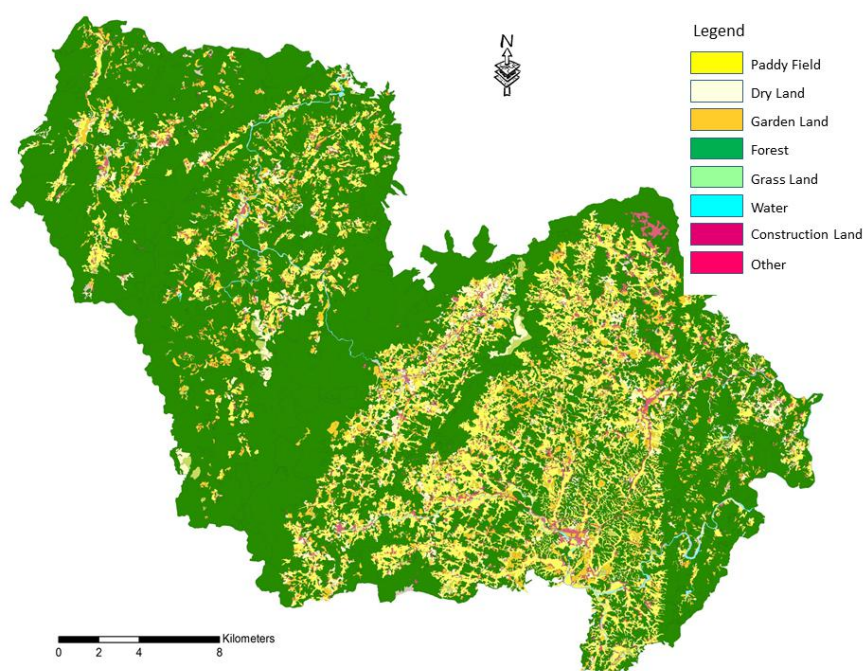 N
Legend
Paddy Field
Dry Land
Garden Land
Forest
Grass Land
Water
Construction Land
Other
0 2 4 8 Kilometers